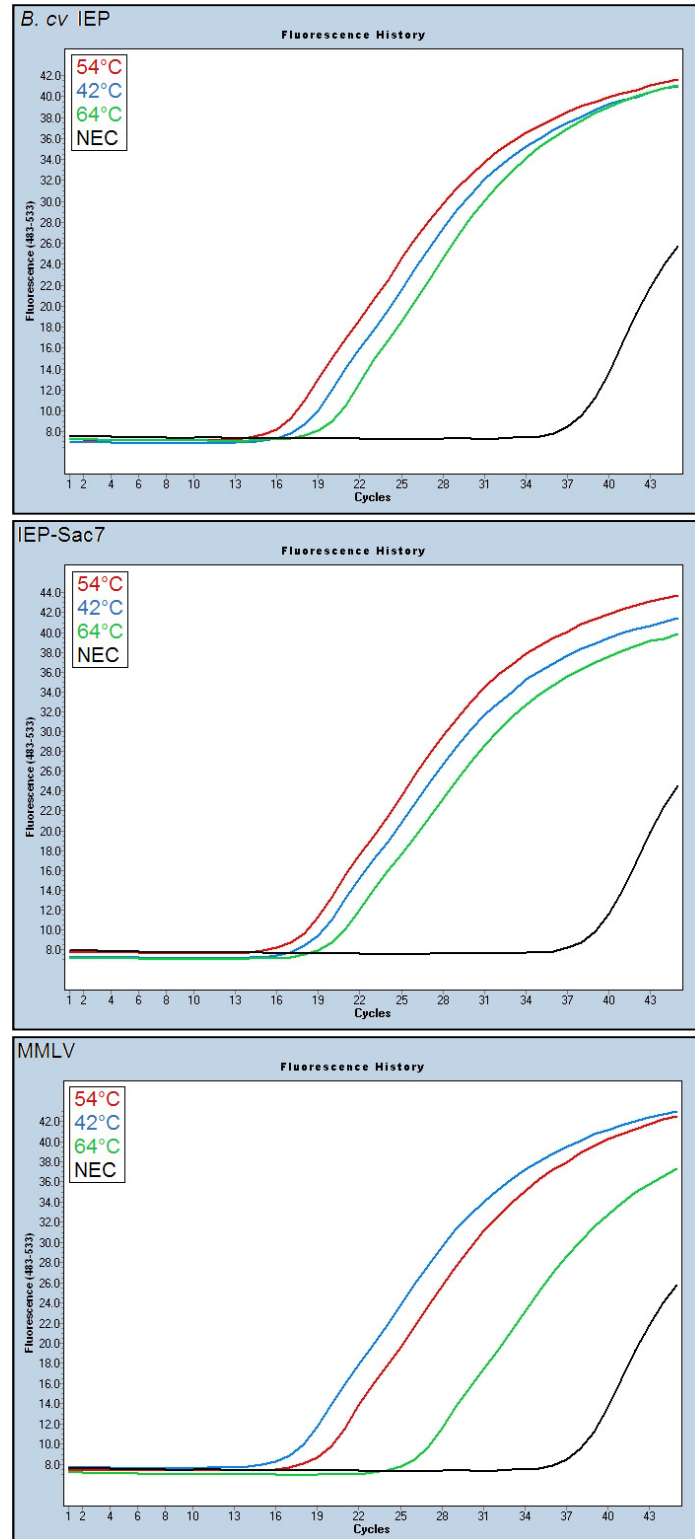 B. cv IEP
Fluorescence History
54°C
42°C
64°C
NEC
42.0
40.0
38.0
36.0
34.0
32.0
30.0
28.0
26.0
24.0
22.0
20.0
18.0
16.0
14.0
12.0
10.0
8.0
Fluorescence (483-533)
1 2 4 6 8 10 13 16 19 22 25 28 31 34 37 40 43
Cycles
IEP-Sac7
Fluorescence History
54°C
42°C
64°C
NEC
44.0
42.0
40.0
38.0
36.0
34.0
32.0
30.0
28.0
26.0
24.0
22.0
20.0
18.0
16.0
14.0
12.0
10.0
8.0
Fluorescence (483-533)
1 2 4 6 8 10 13 16 19 22 25 28 31 34 37 40 43
Cycles
MMLV
Fluorescence History
54°C
42°C
64°C
NEC
42.0
40.0
38.0
36.0
34.0
32.0
30.0
28.0
26.0
24.0
22.0
20.0
18.0
16.0
14.0
12.0
10.0
8.0
Fluorescence (483-533)
1 2 4 6 8 10 13 16 19 22 25 28 31 34 37 40 43
Cycles